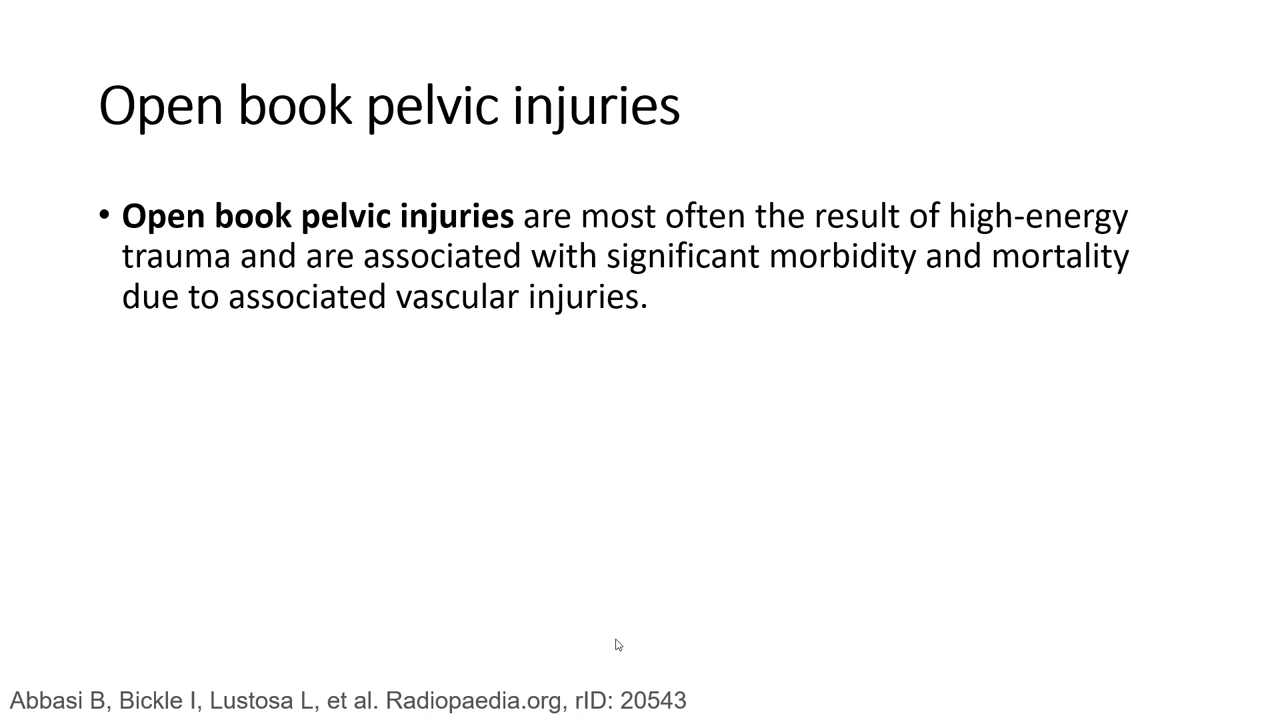 Open book pelvic injuries
• Open book pelvic injuries are most often the result of high-energy
trauma and are associated with significant morbidity and mortality
due to associated vascular injuries.
Abbasi B, Bickle I, Lustosa L, et al. Radiopaedia.org, rID: 20543